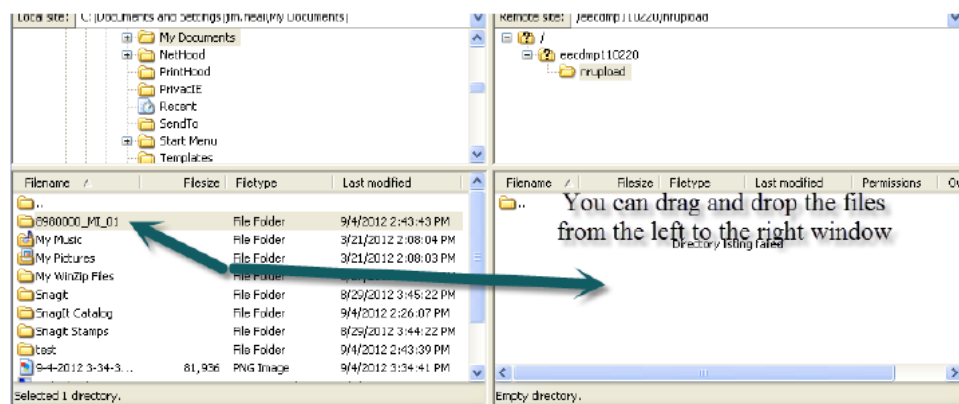 Local site: C:\Documents and Settings\jim.neal\My Documents\
My Documents
NetHood
PrintHood
PrivacIE
Recent
SendTo
Start Menu
Templates
Filename Filesize Filetype Last modified
..
8980000_MT_01 File Folder 9/4/2012 2:43:43 PM
My Music File Folder 3/21/2012 2:08:04 PM
My Pictures File Folder 3/21/2012 2:08:03 PM
My WinZip Files File Folder
Snagit File Folder 8/29/2012 3:45:22 PM
SnagIt Catalog File Folder 9/4/2012 2:26:07 PM
Snagit Stamps File Folder 8/29/2012 3:44:22 PM
test File Folder 9/4/2012 2:43:39 PM
9-4-2012 3-34-3... 81,936 PNG Image 9/4/2012 3:34:41 PM
Selected 1 directory.
Remote site: /eecdmp110220/nrupload
/
eecdmp110220
nrupload
Filename Filesize Filetype Last modified Permissions
..
You can drag and drop the files
from the left to the right window
Directory listing failed
Empty directory.